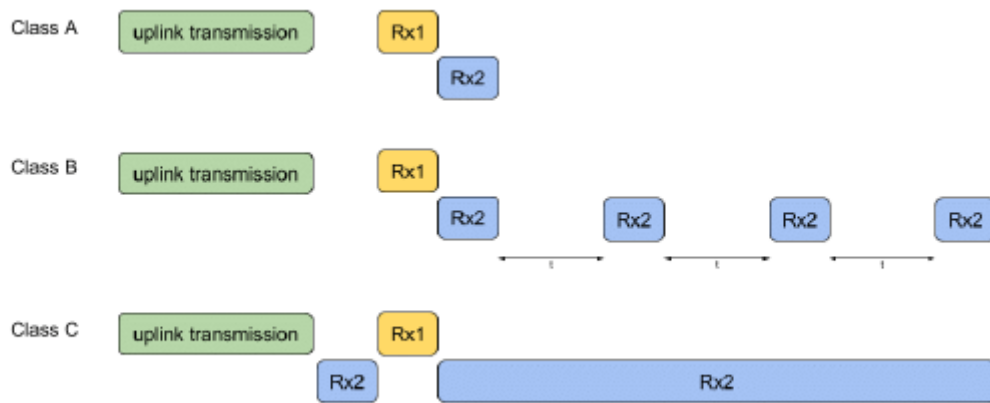 Class A
uplink transmission
Rx1
Rx2
Class B
uplink transmission
Rx1
Rx2
Rx2
Rx2
Rx2
t
t
t
Class C
uplink transmission
Rx1
Rx2
Rx2